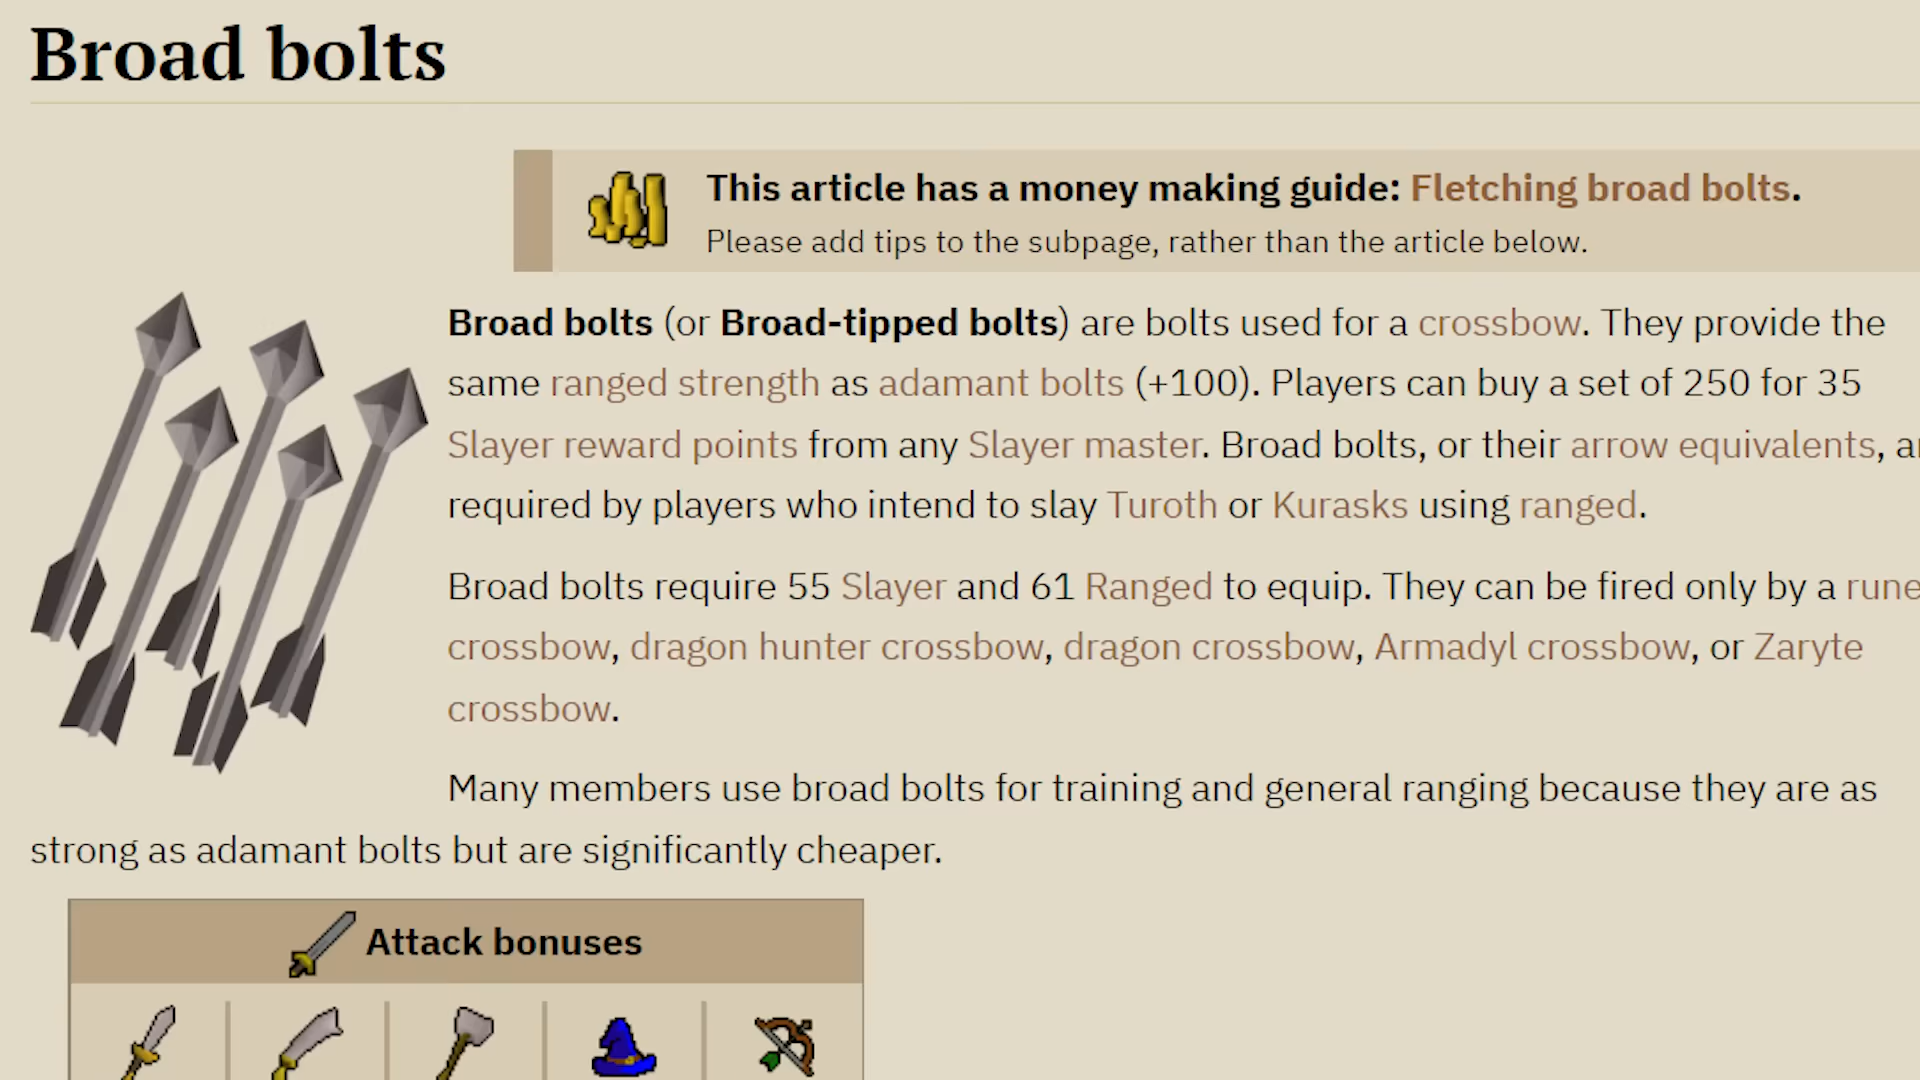 Broad bolts
This article has a money making guide: Fletching broad bolts.
Please add tips to the subpage, rather than the article below.
Broad bolts (or Broad-tipped bolts) are bolts used for a crossbow. They provide the
same ranged strength as adamant bolts (+100). Players can buy a set of 250 for 35
Slayer reward points from any Slayer master. Broad bolts, or their arrow equivalents,
required by players who intend to slay Turoth or Kurasks using ranged.
Broad bolts require 55 Slayer and 61 Ranged to equip. They can be fired only by a rune
crossbow, dragon hunter crossbow, dragon crossbow, Armadyl crossbow, or Zaryte
crossbow.
Many members use broad bolts for training and general ranging because they are as
strong as adamant bolts but are significantly cheaper.
Attack bonuses